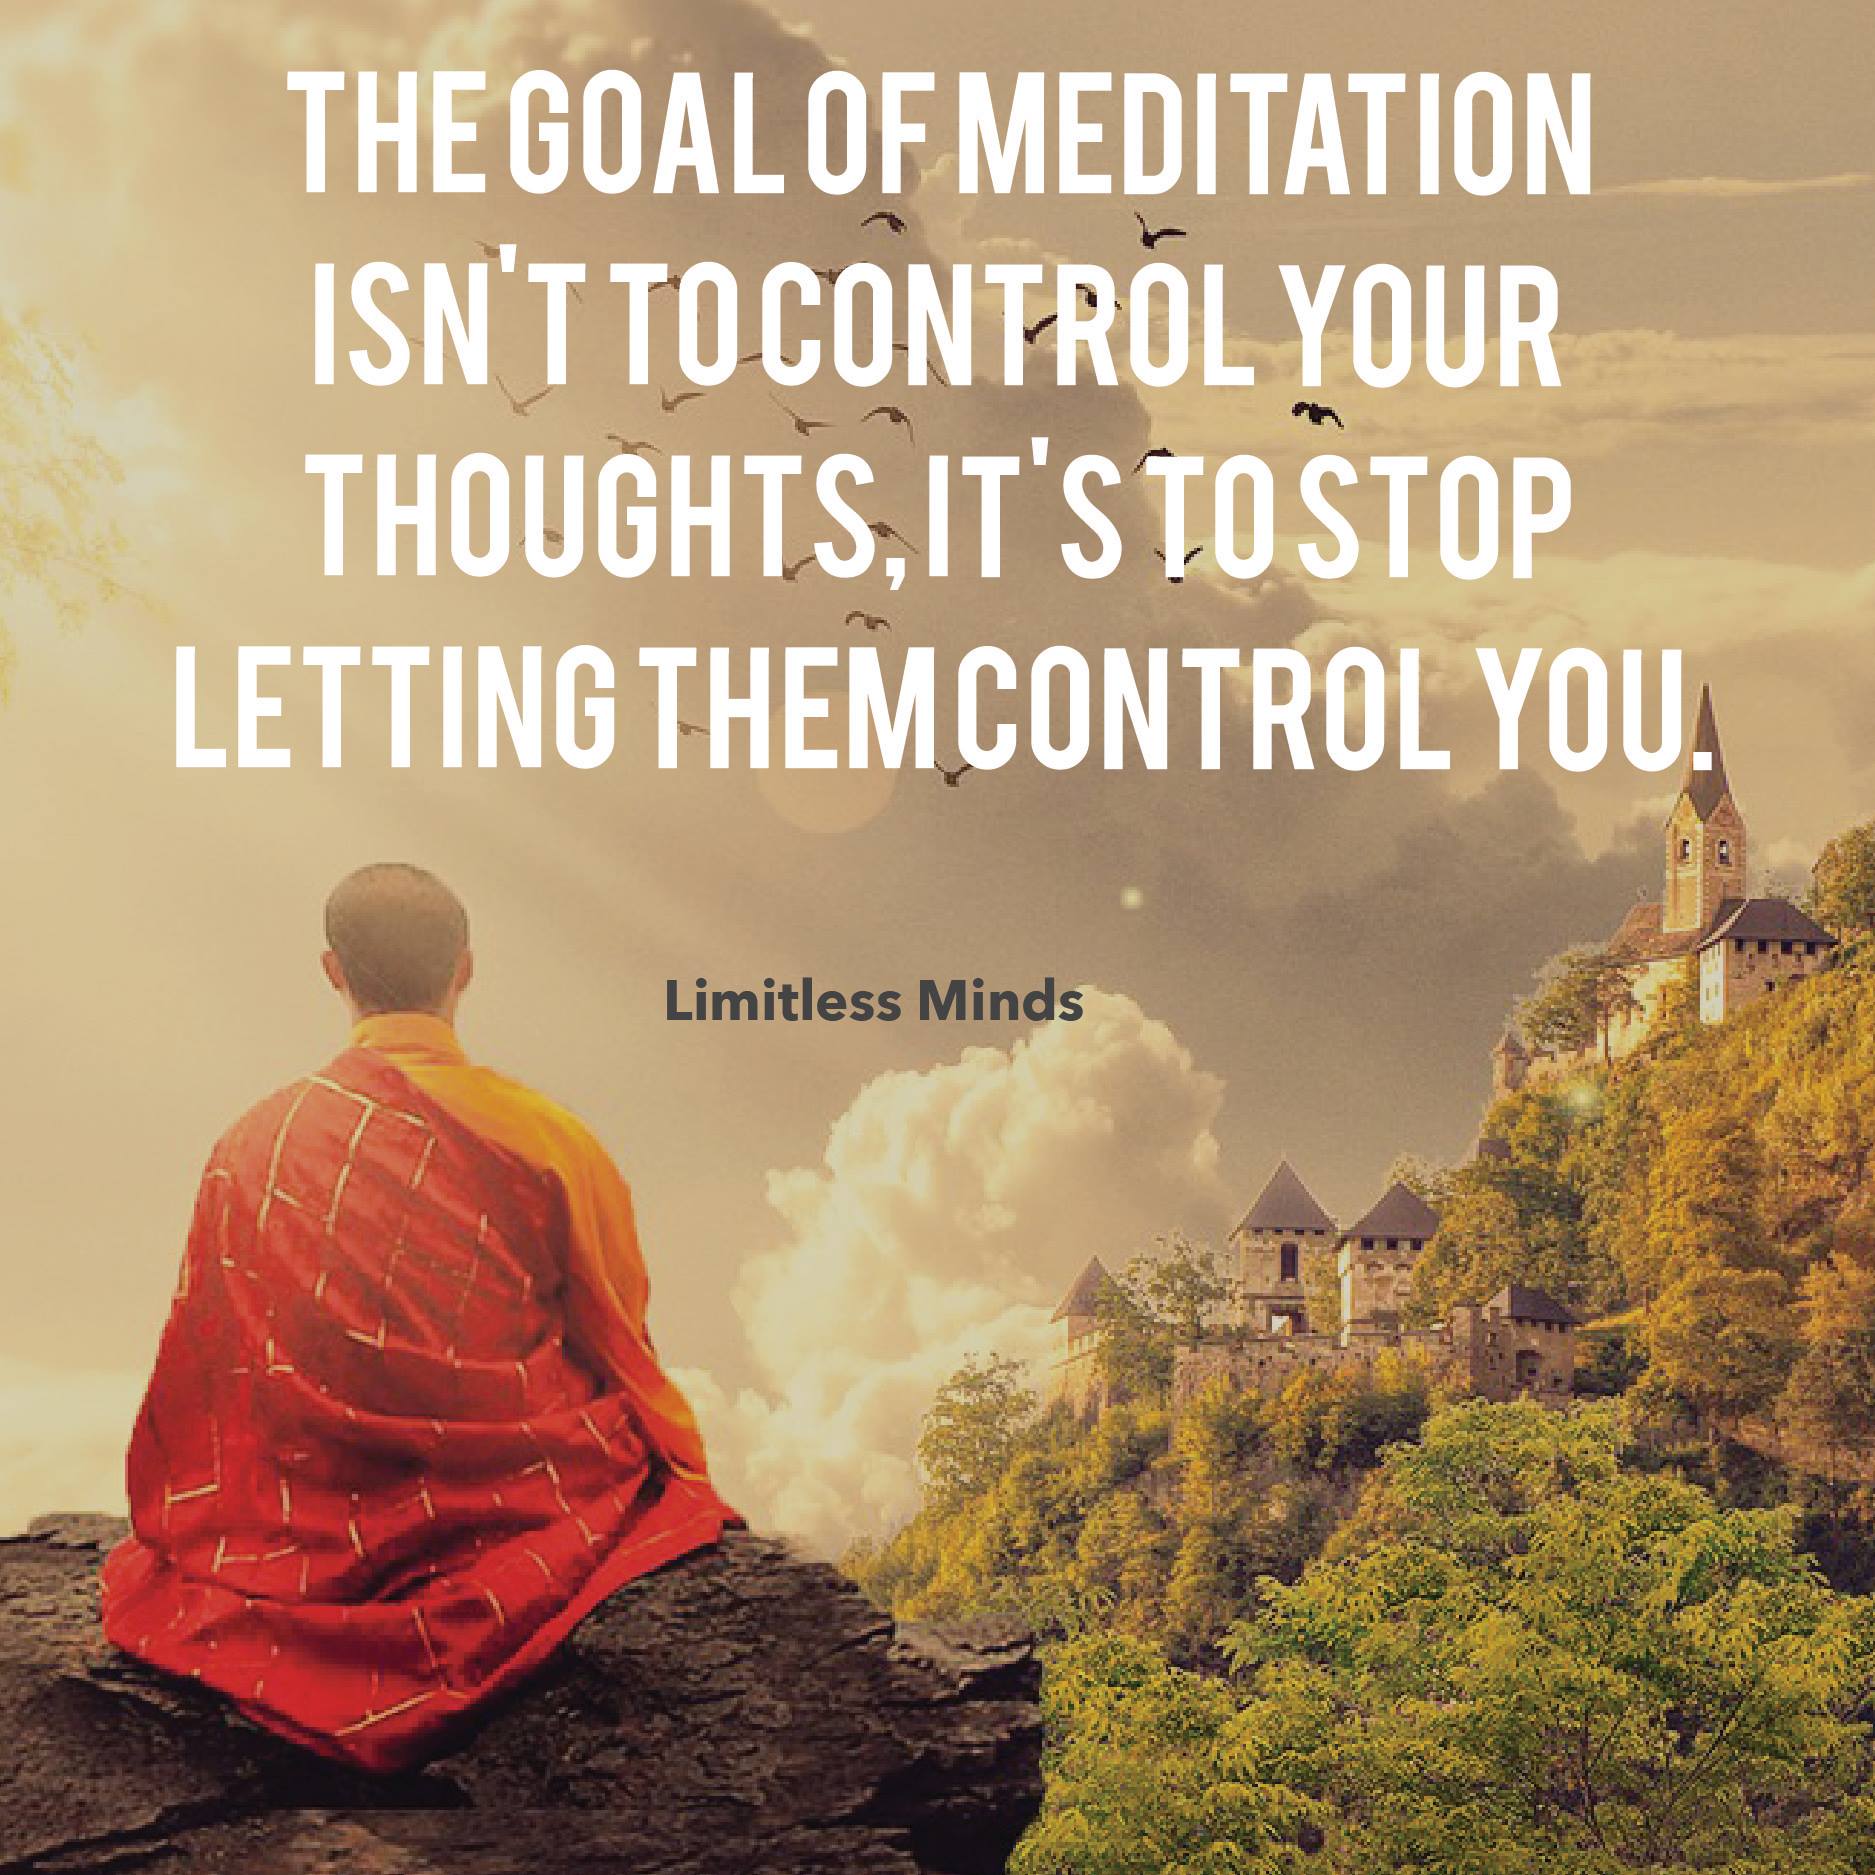 THE GOAL OF MEDITATION
ISN'T TO CONTROL YOUR
THOUGHTS, IT'S TO STOP
LETTING THEM CONTROL YOU.
Limitless Minds